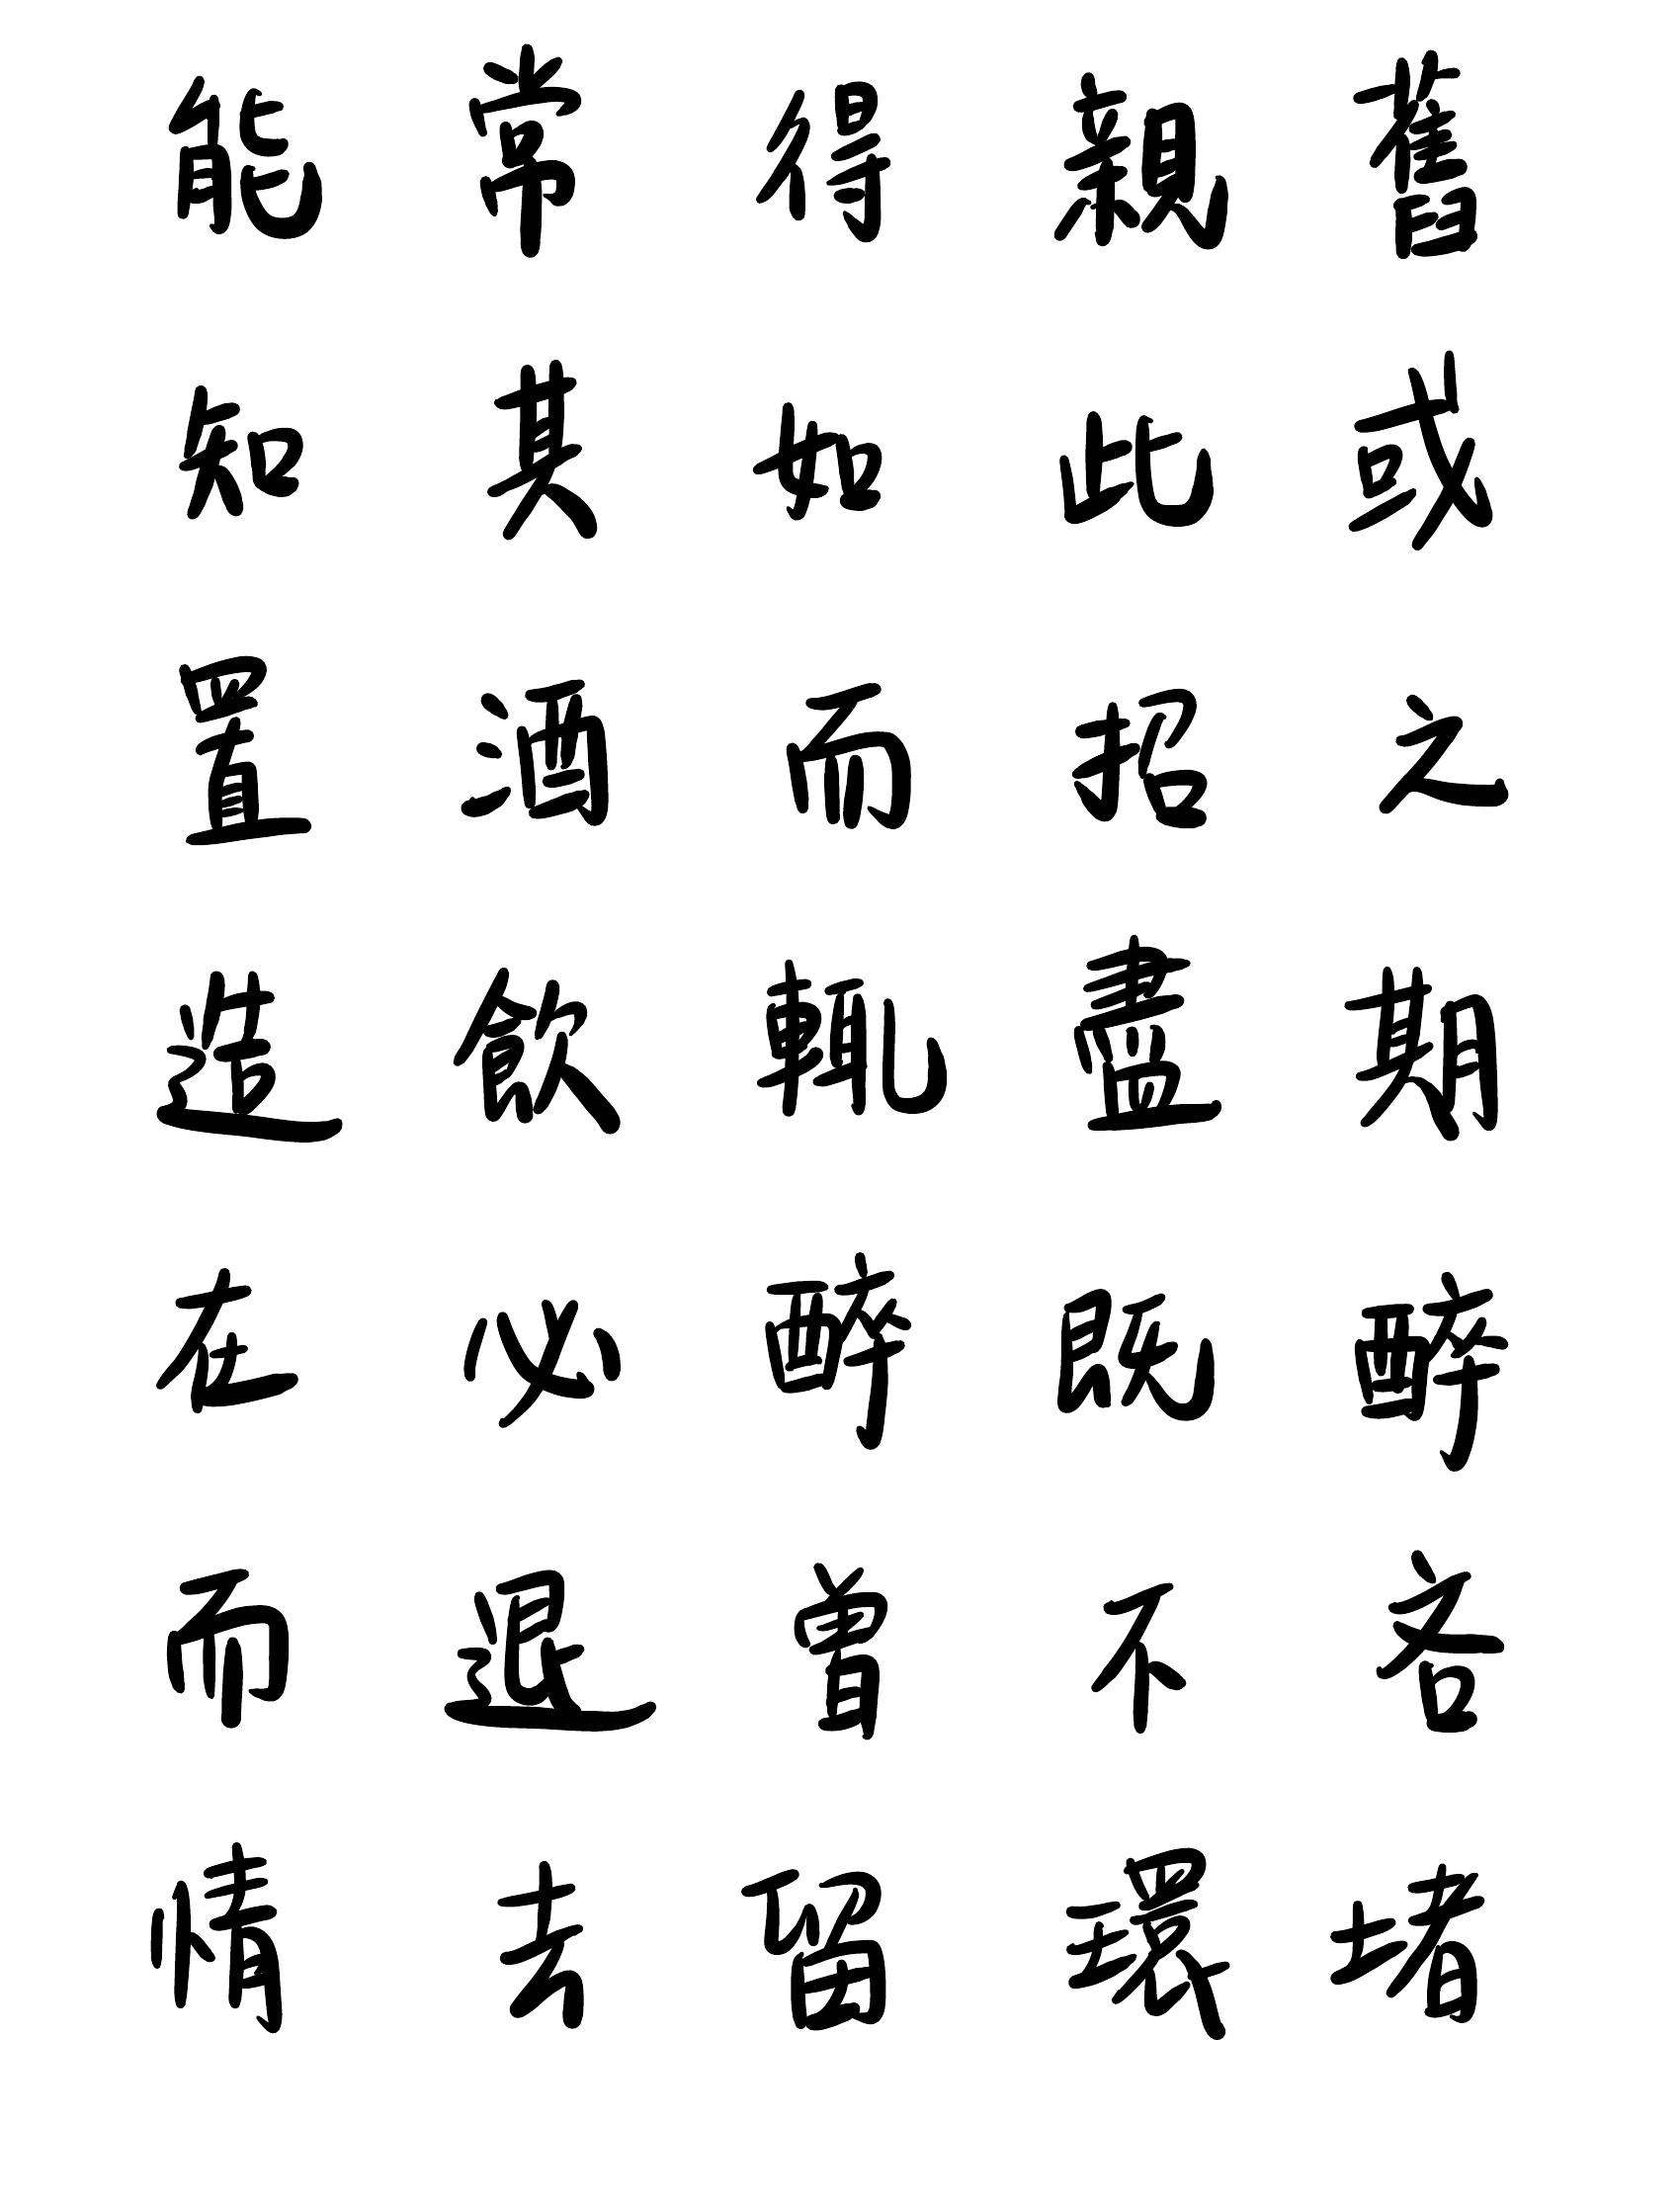 能常得親舊
知其如此或
置酒而招之
造飲輒盡期
在必醉既醉
而退曾不吝
情去留環堵